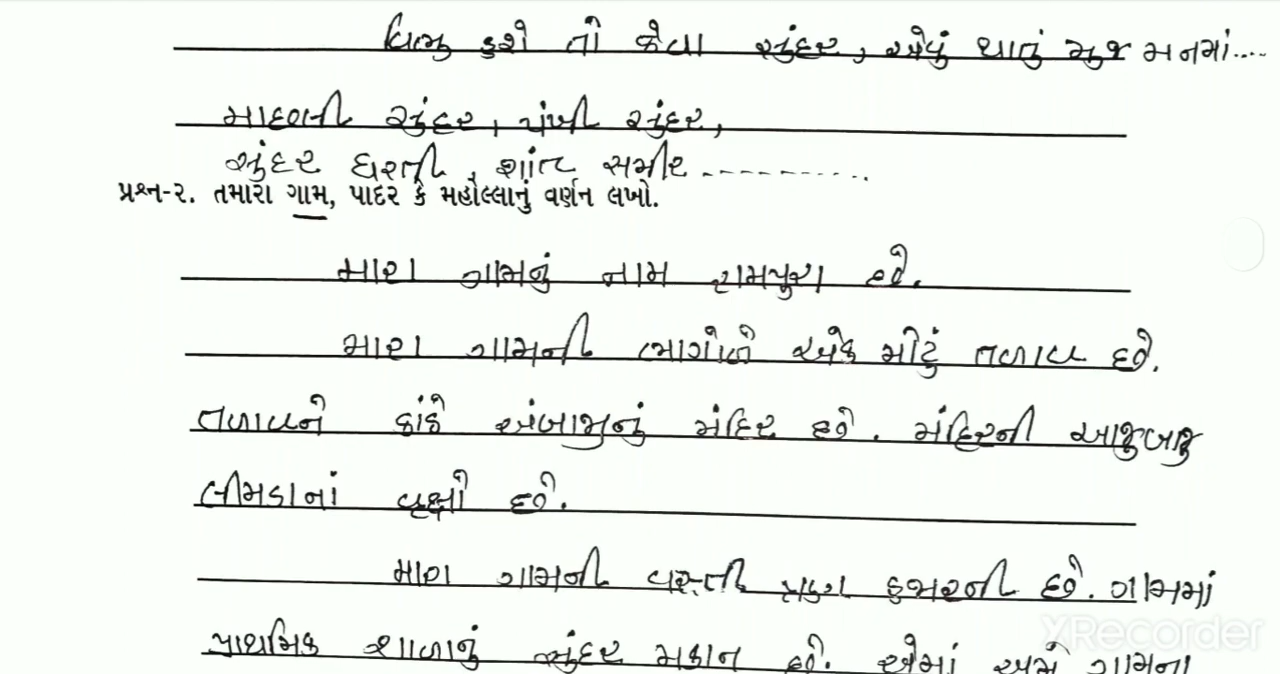 વિભુ હશે તો કેવા સુંદર, એવું થાતું મુજ મનમાં....
માછલી સુંદર, પંખી સુંદર,
સુંદર ધરતી, શાંત સમીર ...........
પ્રશ્ન-૨. તમારા ગામ, પાદર કે મહોલ્લાનું વર્ણન લખો.
મારા ગામનું નામ રામપુરા છે.
મારા ગામની ભાગોળે એક મોટું તળાવ છે.
તળાવને કાંઠે અંબાજીનું મંદિર છે. મંદિરની આજુબાજુ
લીમડાનાં વૃક્ષો છે.
મારા ગામની વસ્તી હજારની છે. ગામમાં
પ્રાથમિક શાળાનું સુંદર મકાન છે. એમાં અમે ગામના
XRecorder